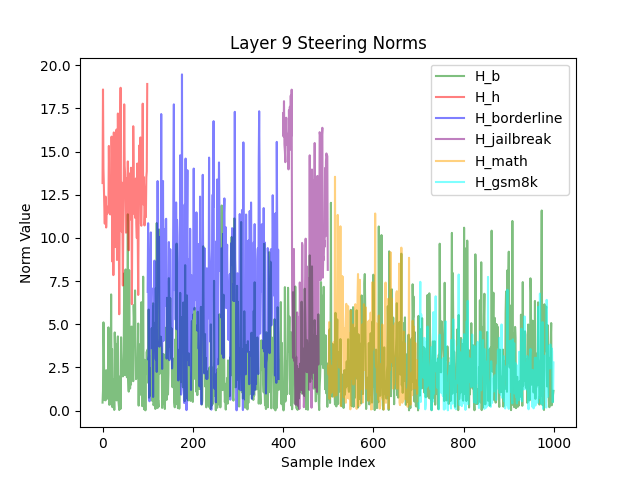 Layer 9 Steering Norms
20.0
17.5
15.0
12.5
10.0
7.5
5.0
2.5
0.0
Norm Value
H_b
H_h
H_borderline
H_jailbreak
H_math
H_gsm8k
0 200 400 600 800 1000
Sample Index